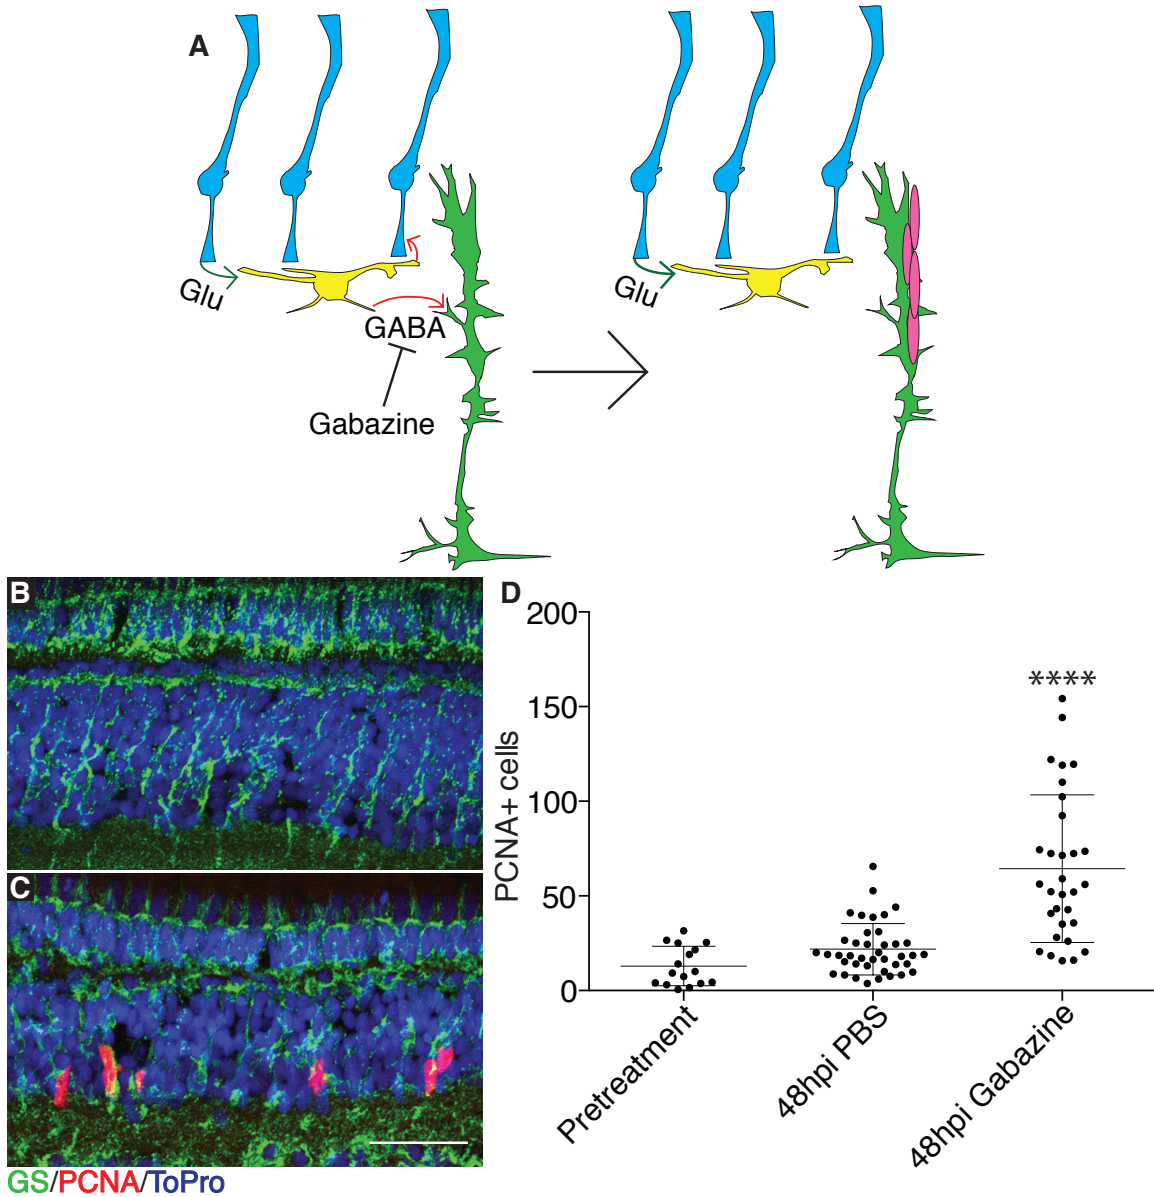 A
Glu
GABA
Gabazine
Glu
B
C
GS/PCNA/ToPro
D
PCNA+ cells
200
150
100
50
0
****
Pretreatment
48hpi PBS
48hpi Gabazine